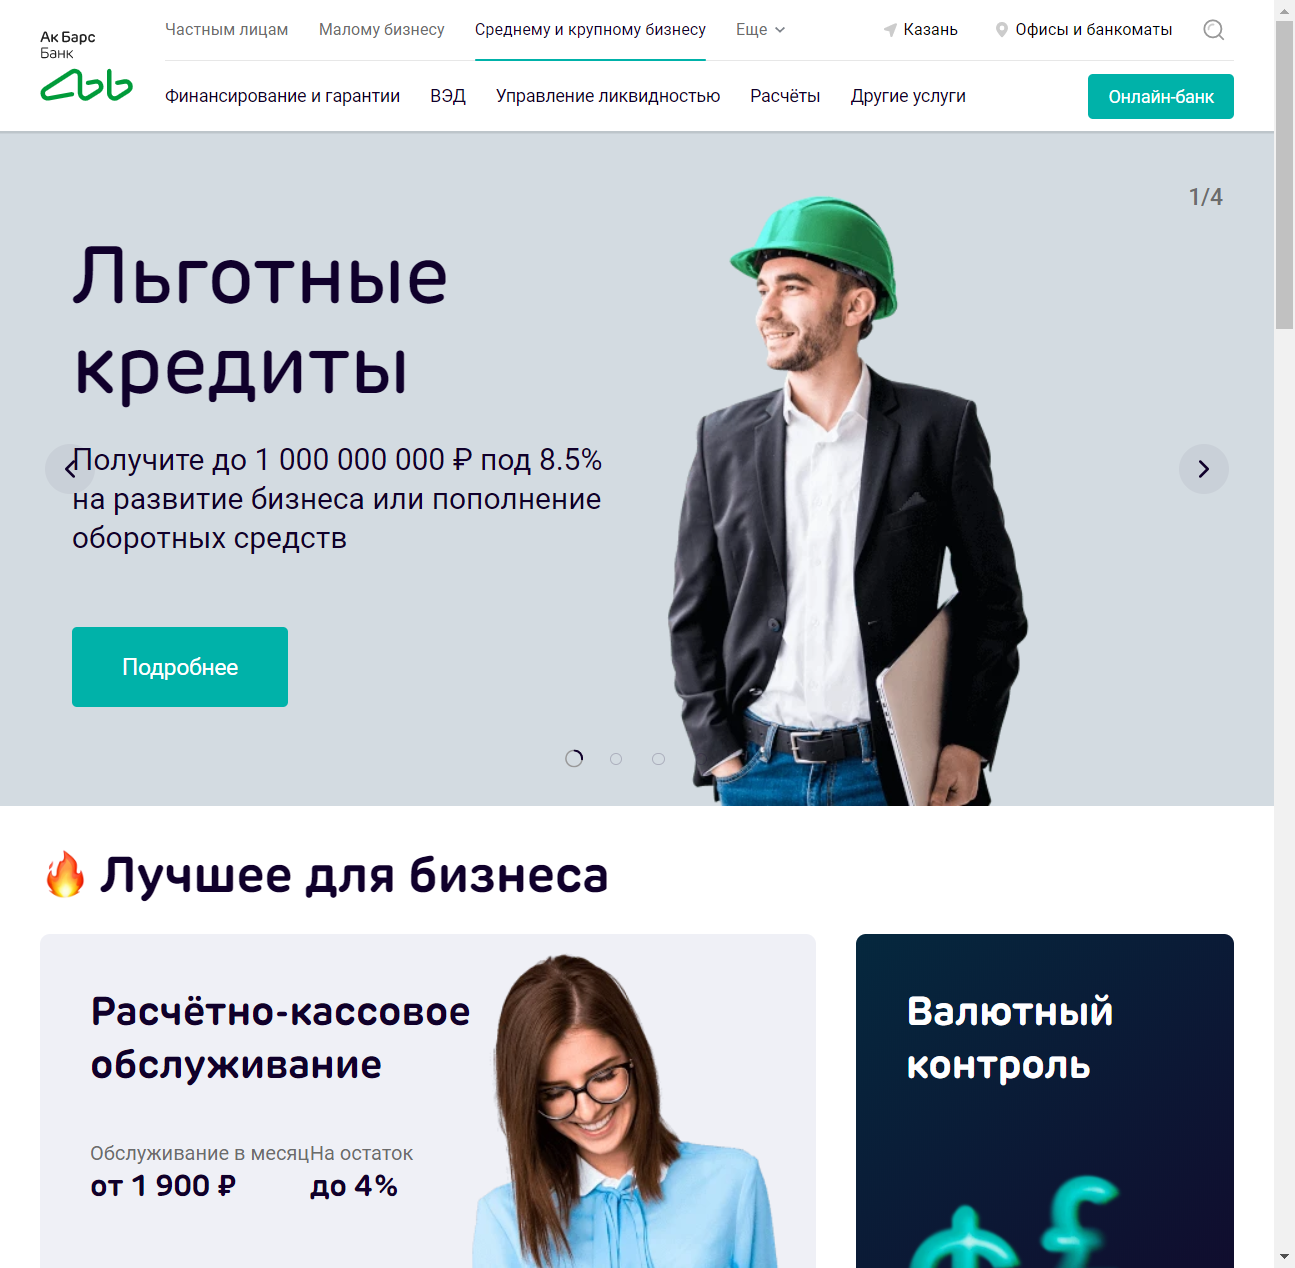 Ак Барс
Банк
Частным лицам
Малому бизнесу
Среднему и крупному бизнесу
Еще
Казань
Офисы и банкоматы
Финансирование и гарантии
ВЭД
Управление ликвидностью
Расчёты
Другие услуги
Онлайн-банк
1/4
Льготные
кредиты
Получите до 1 000 000 000 ₽ под 8.5%
на развитие бизнеса или пополнение
оборотных средств
Подробнее
🔥 Лучшее для бизнеса
Расчётно-кассовое
обслуживание
Обслуживание в месяц
от 1 900 ₽
На остаток
до 4%
Валютный
контроль